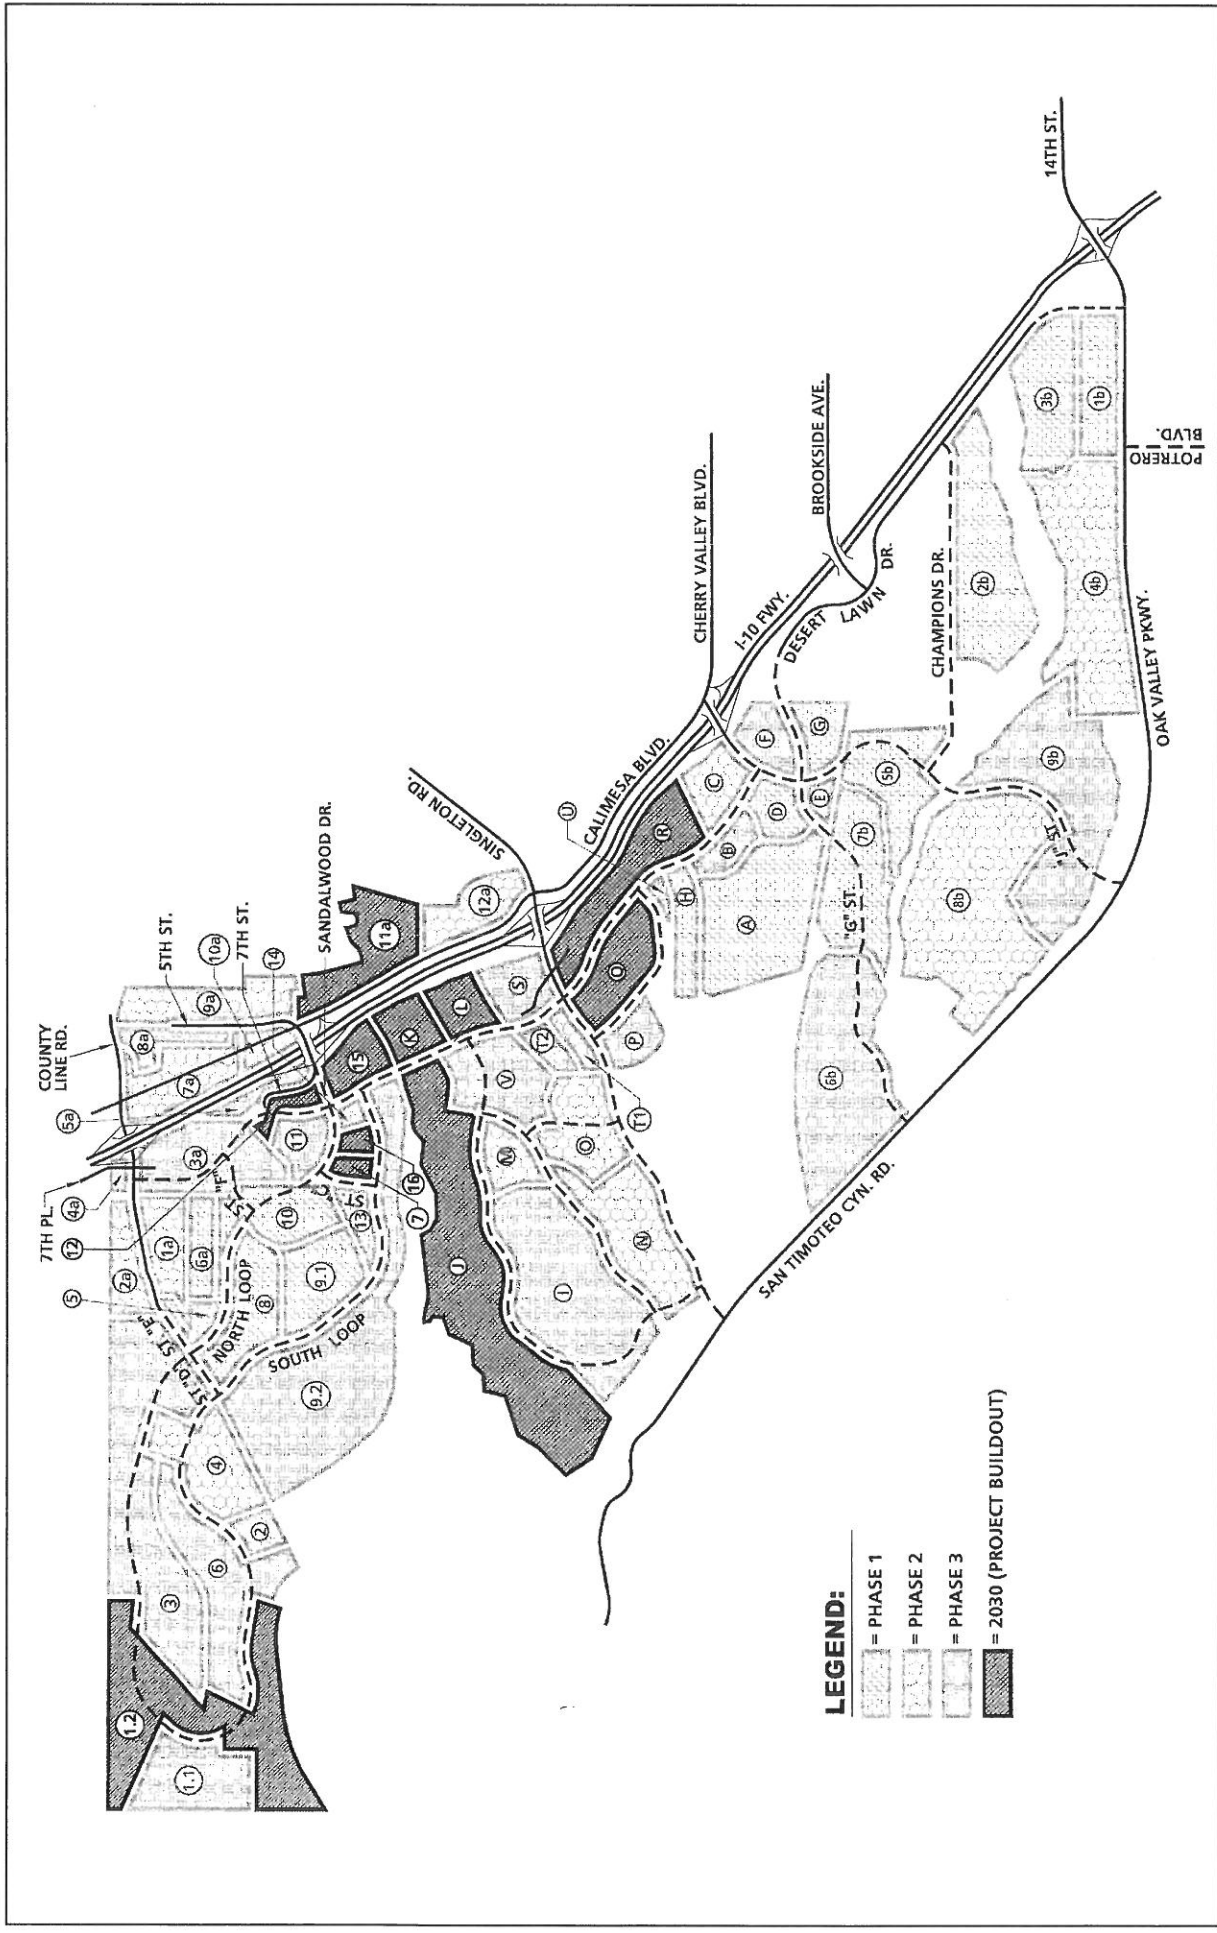 COUNTY
LINE RD.
5TH ST.
10a
7TH ST.
14
SANDALWOOD DR.
SINGLETON RD.
CHERRY VALLEY BLVD.
BROOKSIDE AVE.
14TH ST.
7TH PL.
4a
5a
12
5
2a
1a
6a
3a
7a
8a
9a
11a
12a
11
10
15
16
7
13
8
9.1
9.2
"F"
ST
"C"
ST
ST "E"
ST "D"
NORTH LOOP
SOUTH LOOP
4
2
6
3
1.2
1.1
K
L
S
J
V
T2
T1
M
O
N
I
P
Q
R
U
CALIMESA BLVD.
I-10 FWY.
DESERT
LAWN
DR.
C
F
G
D
E
B
H
A
5b
7b
"G" ST.
6b
8b
9b
"J" ST
CHAMPIONS DR.
2b
3b
1b
4b
POTRERO
BLVD.
OAK VALLEY PKWY.
SAN TIMOTEO CYN. RD.
LEGEND:
= PHASE 1
= PHASE 2
= PHASE 3
= 2030 (PROJECT BUILDOUT)